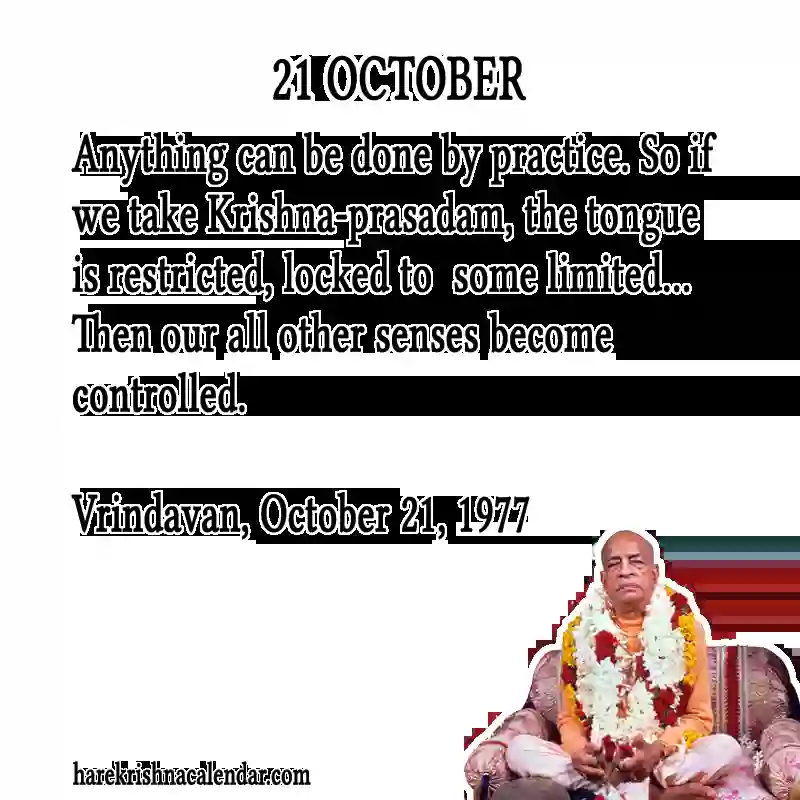 21 OCTOBER
Anything can be done by practice. So if
we take Krishna-prasadam, the tongue
is restricted, locked to  some limited...
Then our all other senses become
controlled.
Vrindavan, October 21, 1977
harekrishnacalendar.com